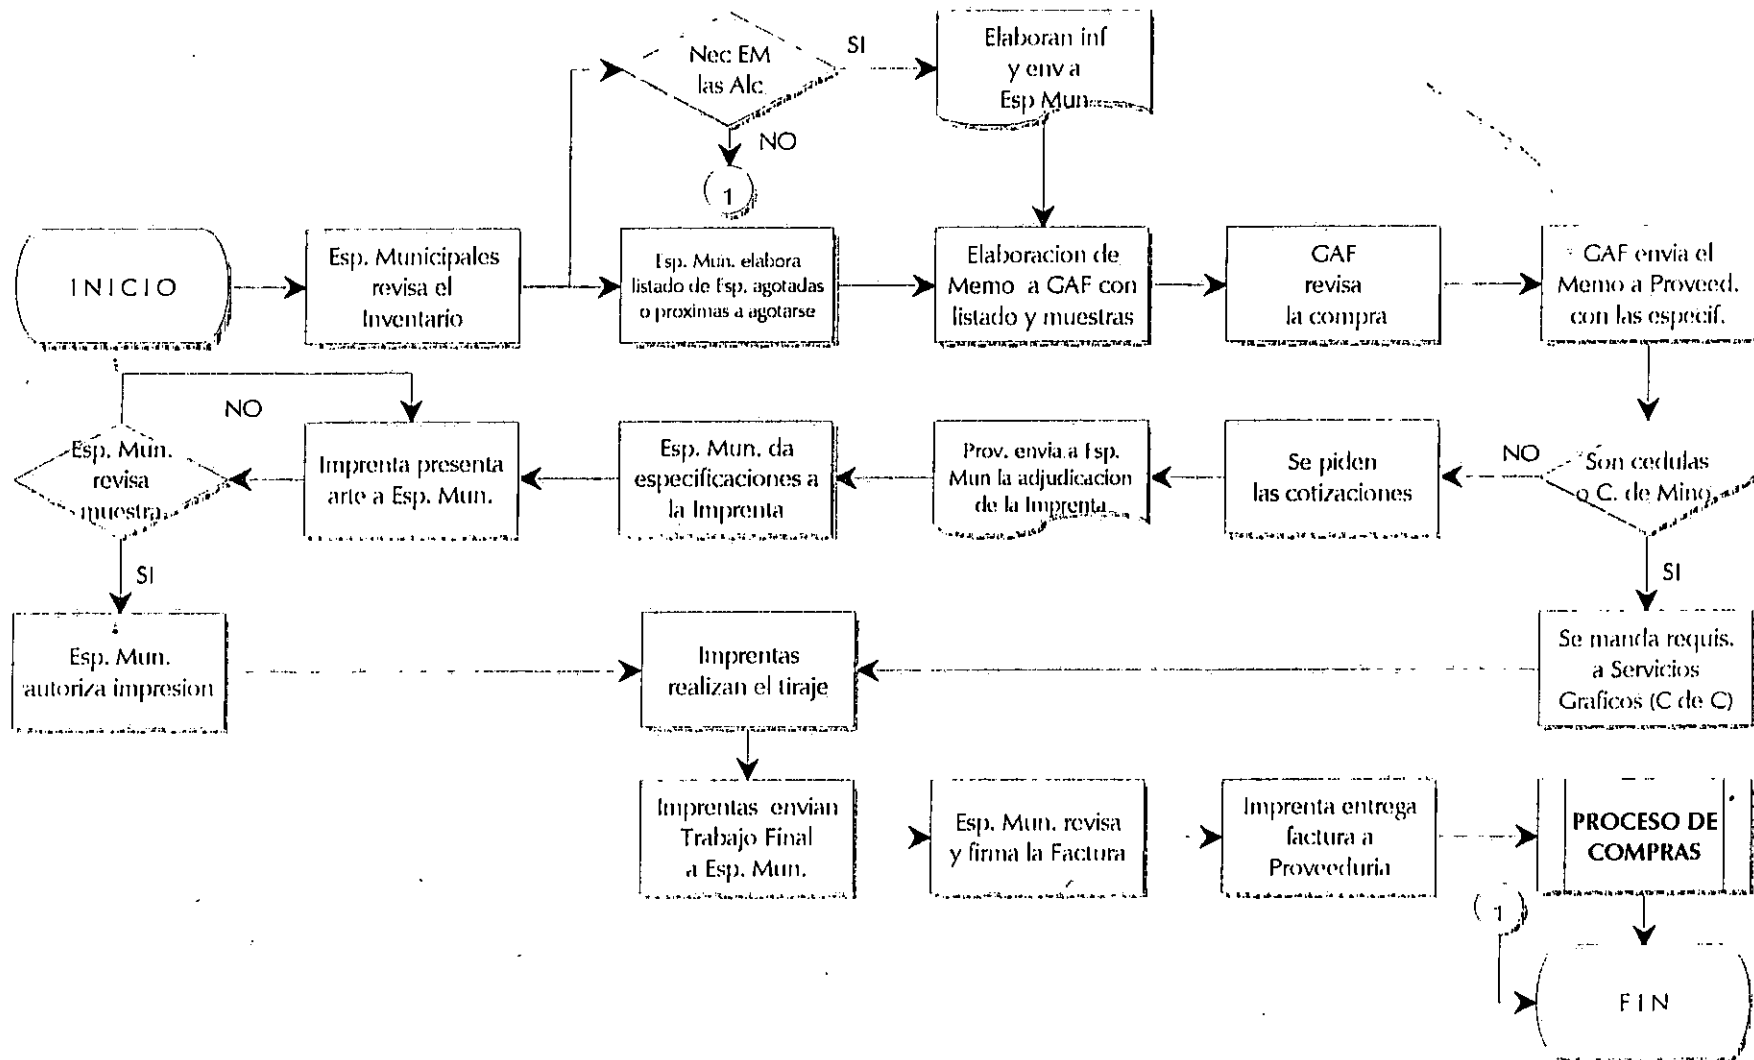 Nec EM
las Alc.
SI
NO
1
Elaboran inf
y env a
Esp Mun
INICIO
Esp. Municipales
revisa el
Inventario
Esp. Mun. elabora
listado de Esp. agotadas
o proximas a agotarse
Elaboracion de
Memo a GAF con
listado y muestras
GAF
revisa
la compra
GAF envia el
Memo a Proveed.
con las especif.
Esp. Mun.
revisa
muestra
NO
SI
Imprenta presenta
arte a Esp. Mun.
Esp. Mun. da
especificaciones a
la Imprenta
Prov. envia a Esp.
Mun la adjudicacion
de la Imprenta
Se piden
las cotizaciones
NO
Son cedulas
o C. de Mino.
SI
Esp. Mun.
autoriza impresion
Imprentas
realizan el tiraje
Se manda requis.
a Servicios
Graficos (C de C)
Imprentas envian
Trabajo Final
a Esp. Mun.
Esp. Mun. revisa
y firma la Factura
Imprenta entrega
factura a
Proveeduria
PROCESO DE
COMPRAS
1
FIN